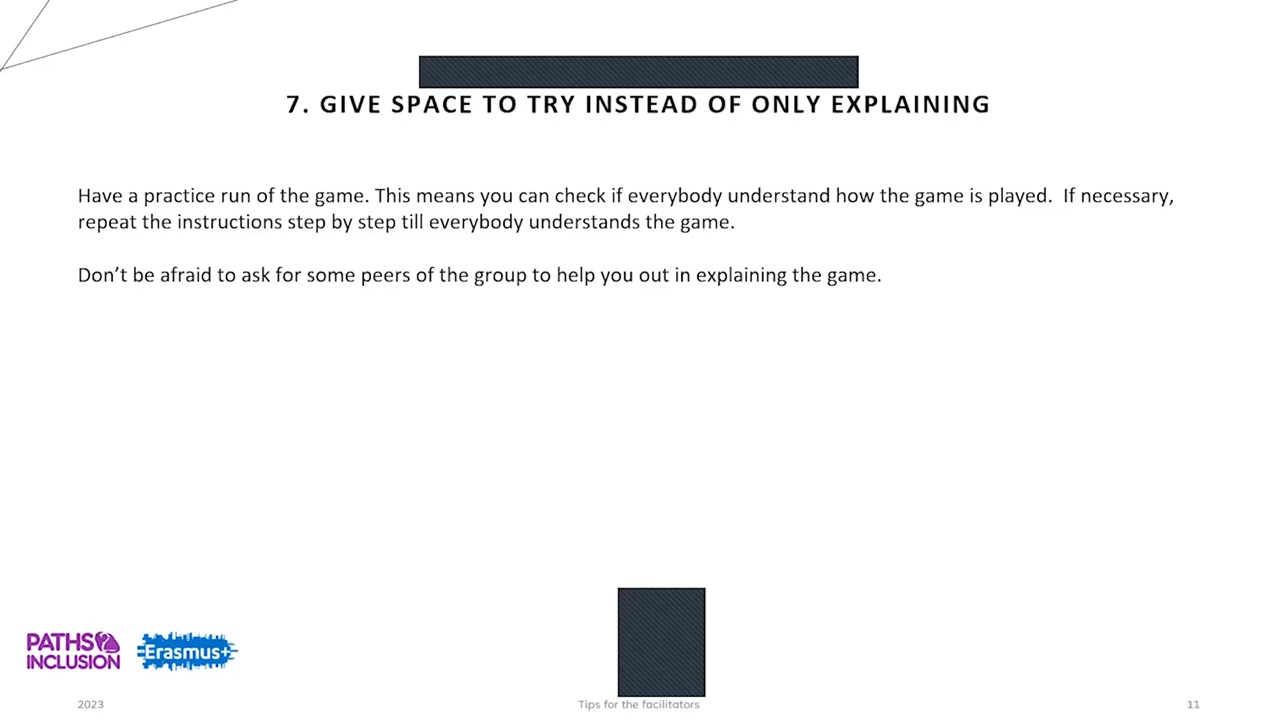 7. GIVE SPACE TO TRY INSTEAD OF ONLY EXPLAINING
Have a practice run of the game. This means you can check if everybody understand how the game is played.  If necessary,
repeat the instructions step by step till everybody understands the game.
Don’t be afraid to ask for some peers of the group to help you out in explaining the game.
PATHS2
INCLUSION
Erasmus+
2023
Tips for the facilitators
11